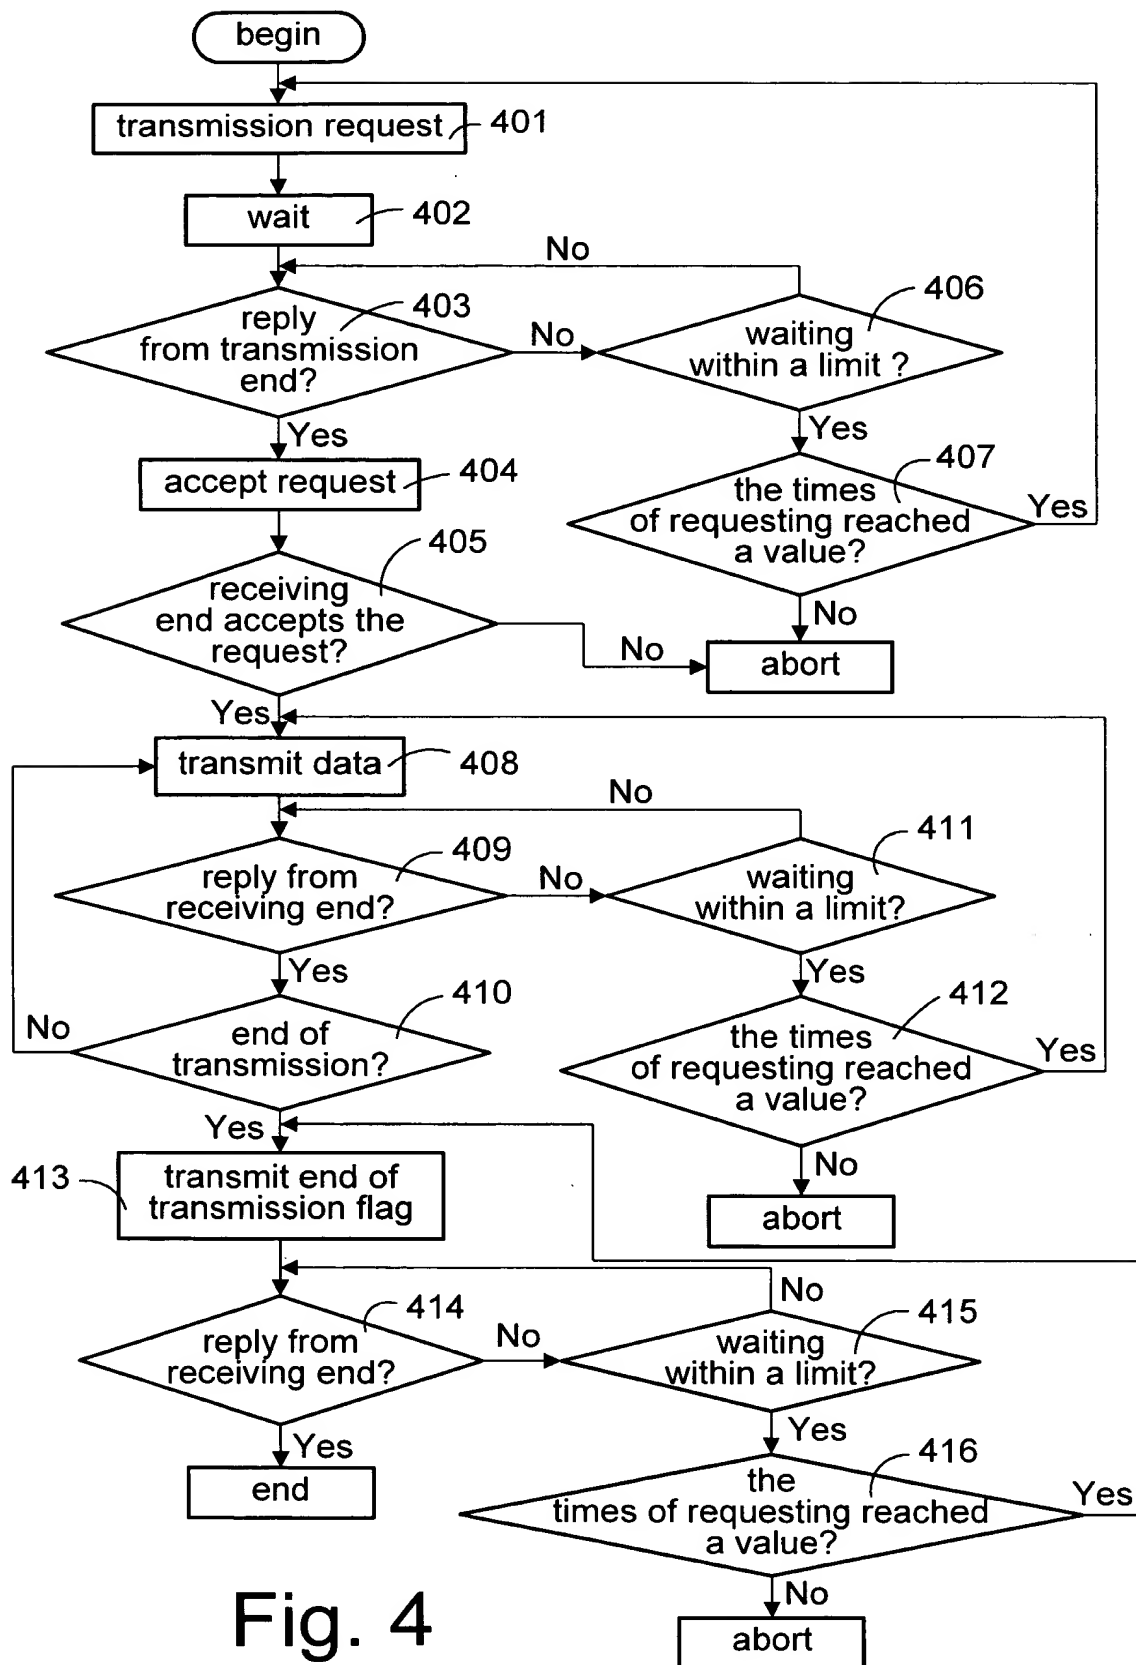 begin
transmission request
401
wait
402
No
reply
from transmission
end?
403
No
waiting
within a limit ?
406
Yes
Yes
accept request
404
the times
of requesting reached
a value?
407
Yes
receiving
end accepts the
request?
405
No
No
abort
Yes
transmit data
408
No
reply from
receiving end?
409
No
waiting
within a limit?
411
Yes
Yes
No
end of
transmission?
410
the times
of requesting reached
a value?
412
Yes
Yes
No
413
transmit end of
transmission flag
abort
No
reply from
receiving end?
414
No
waiting
within a limit?
415
Yes
Yes
end
the
times of requesting reached
a value?
416
Yes
No
abort
Fig. 4